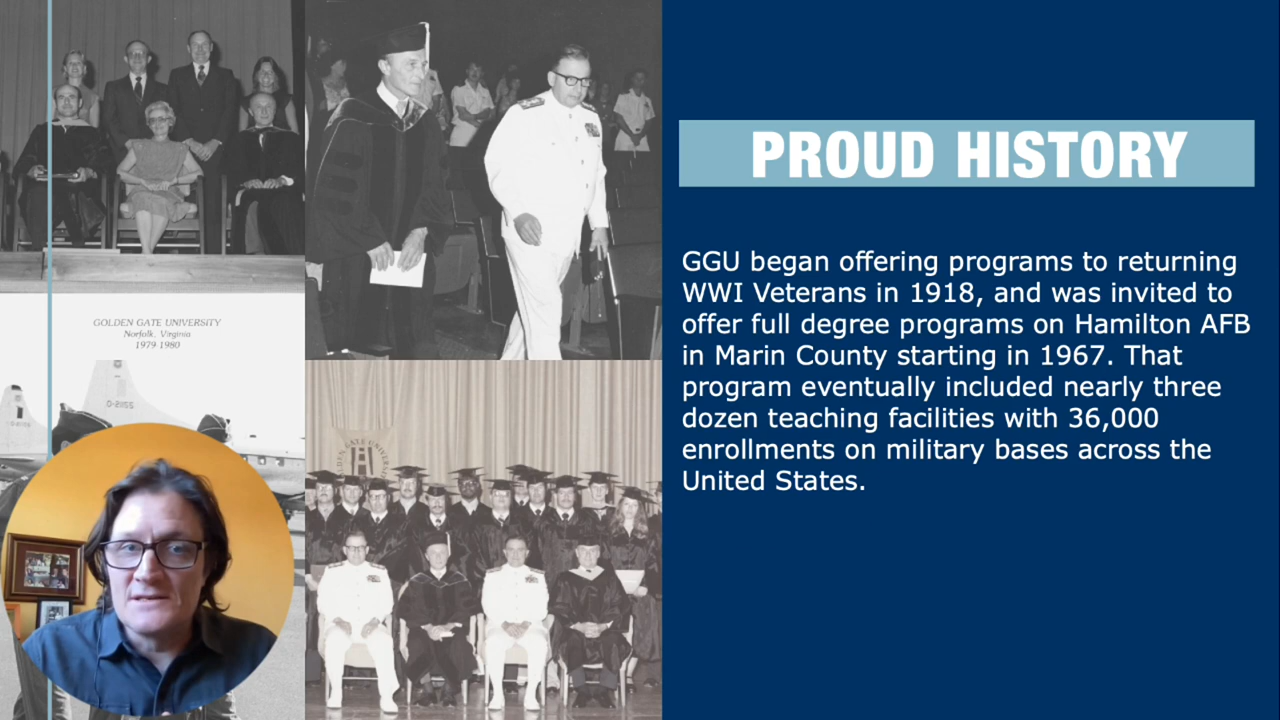 GOLDEN GATE UNIVERSITY
Norfolk, Virginia
1979-1980
0-21155
PROUD HISTORY
GGU began offering programs to returning
WWI Veterans in 1918, and was invited to
offer full degree programs on Hamilton AFB
in Marin County starting in 1967. That
program eventually included nearly three
dozen teaching facilities with 36,000
enrollments on military bases across the
United States.